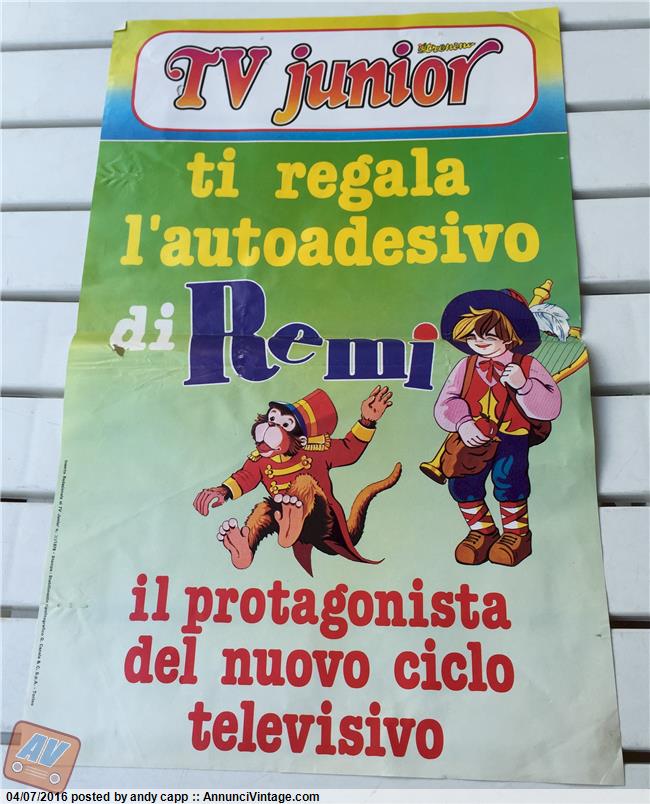 TV junior
ti regala
l'autoadesivo
di Remi
il protagonista
del nuovo ciclo
televisivo
AV
04/07/2016 posted by andy capp :: AnnunciVintage.com